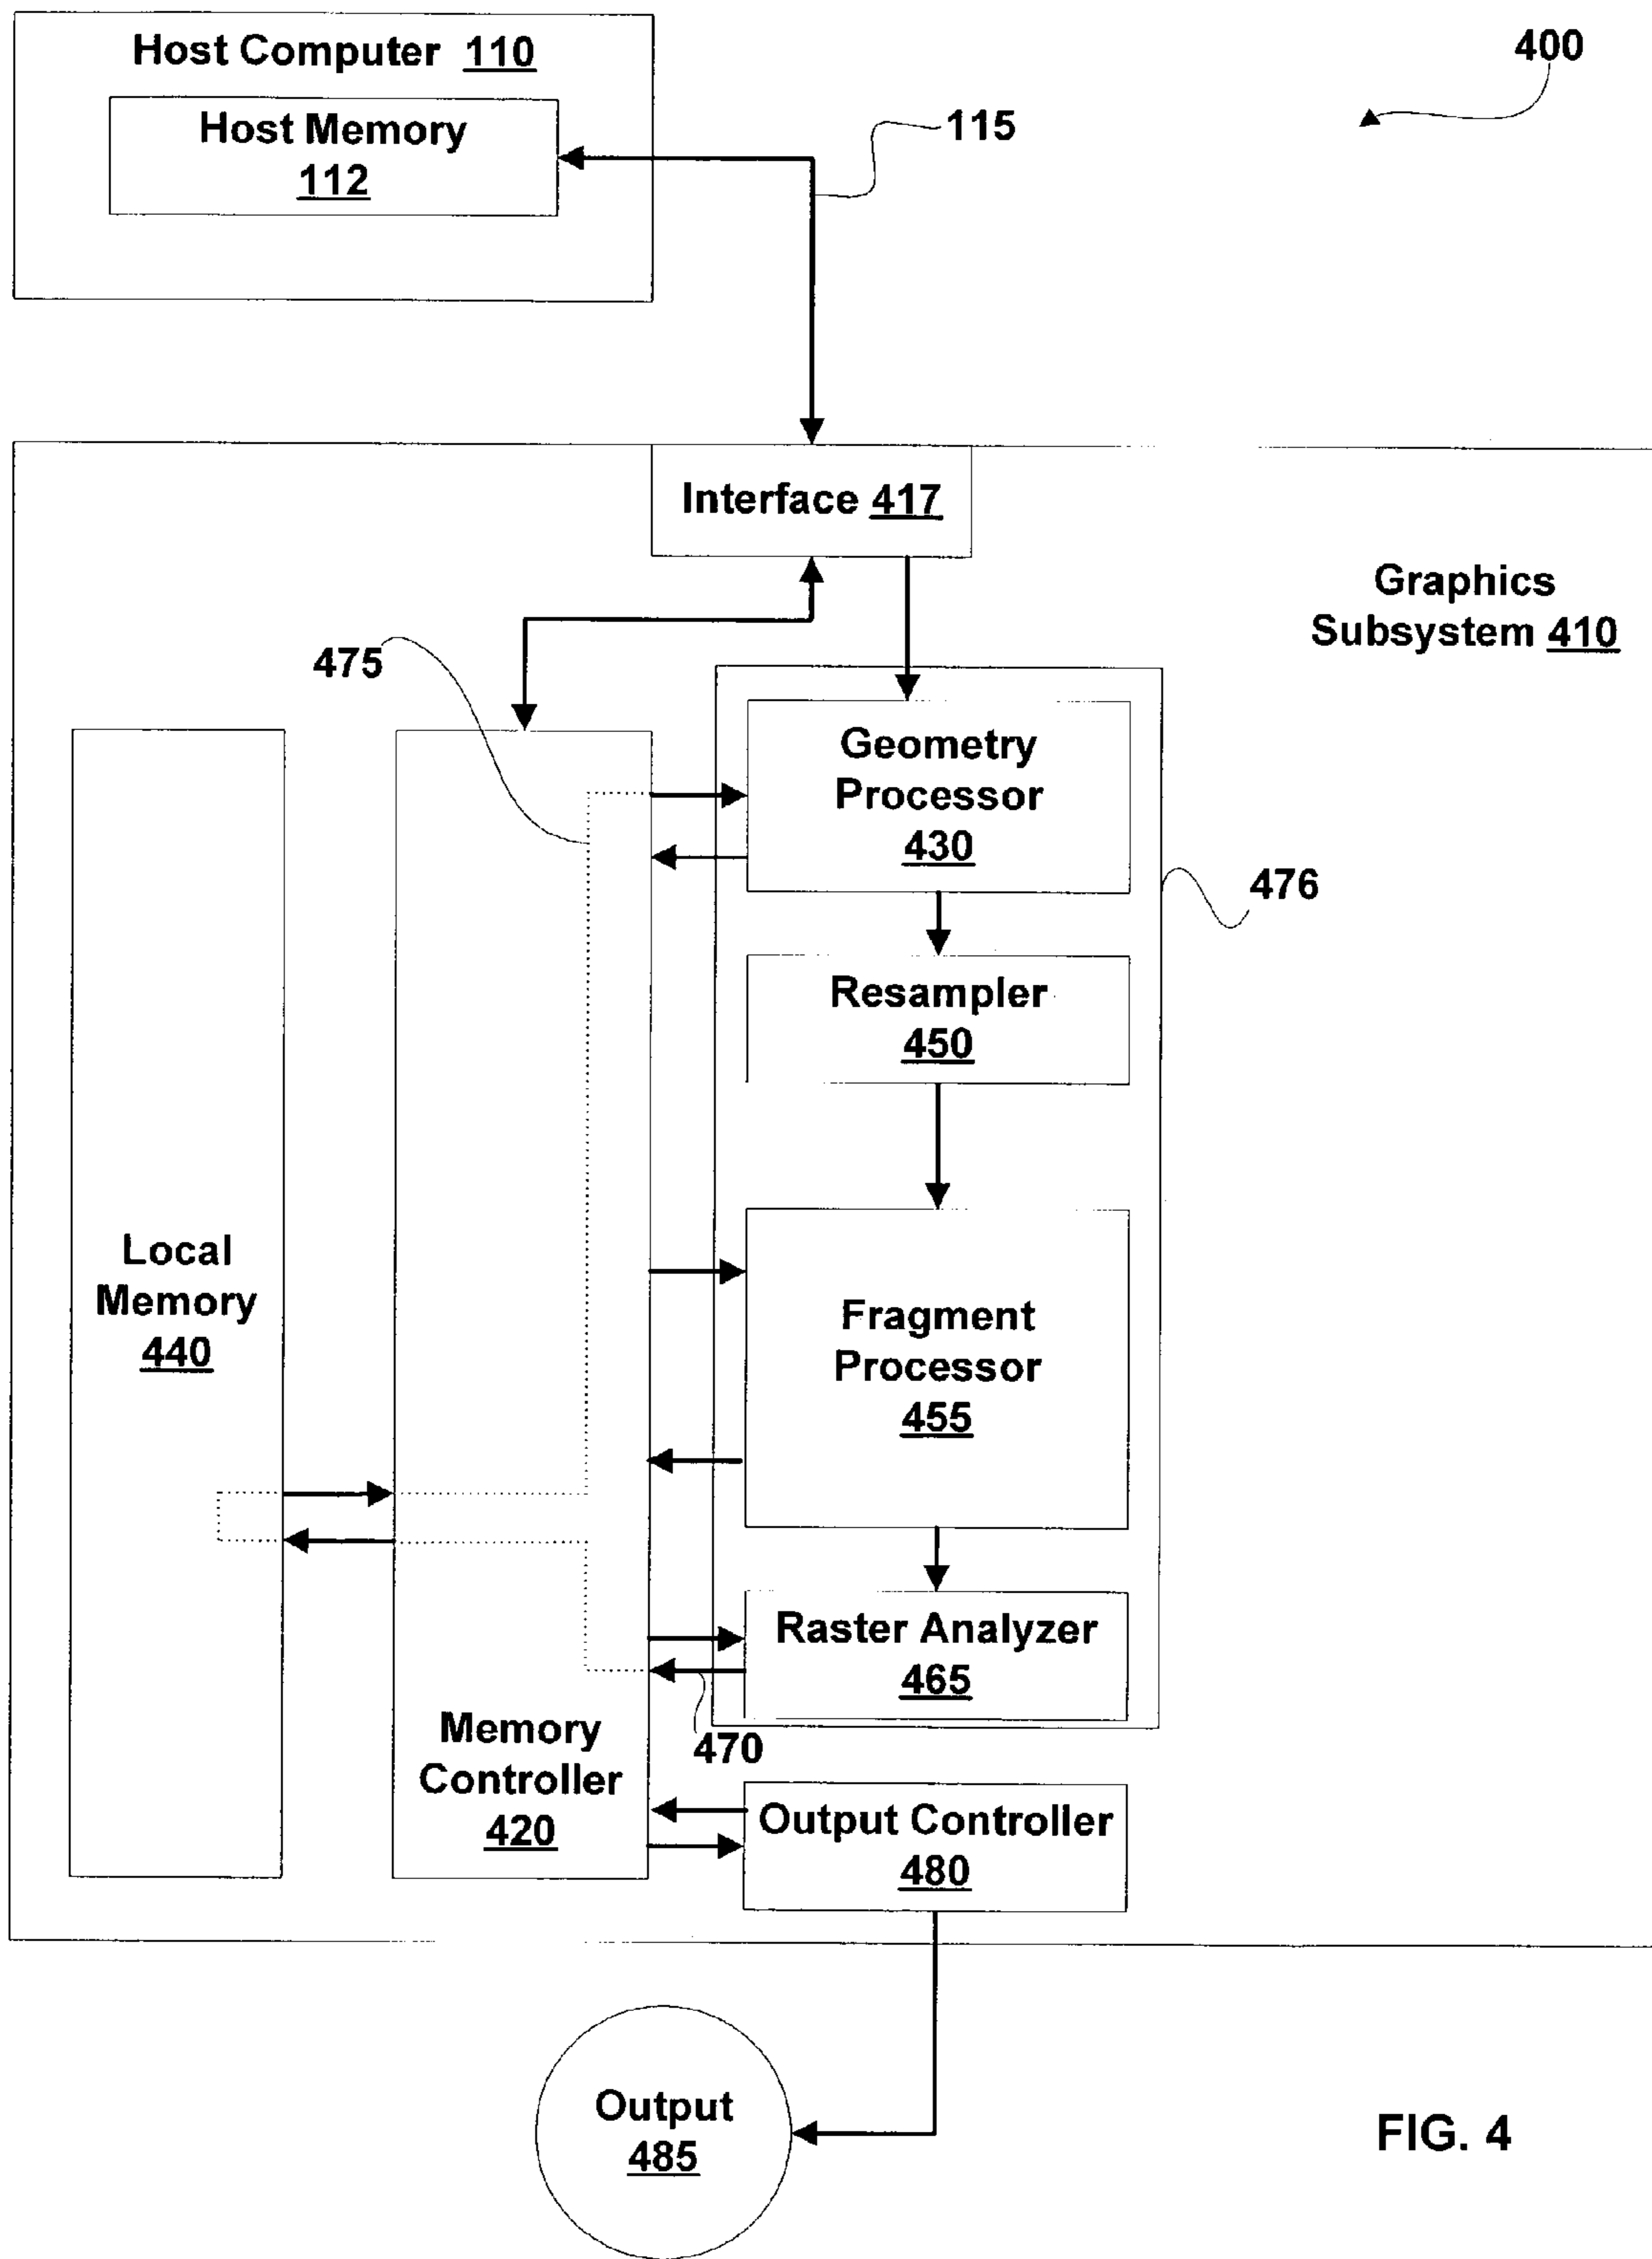 Host Computer 110
400
Host Memory
112
115
Interface 417
Graphics
Subsystem 410
475
Geometry
Processor
430
476
Resampler
450
Local
Memory
440
Fragment
Processor
455
Raster Analyzer
465
470
Memory
Controller
420
Output Controller
480
Output
485
FIG. 4